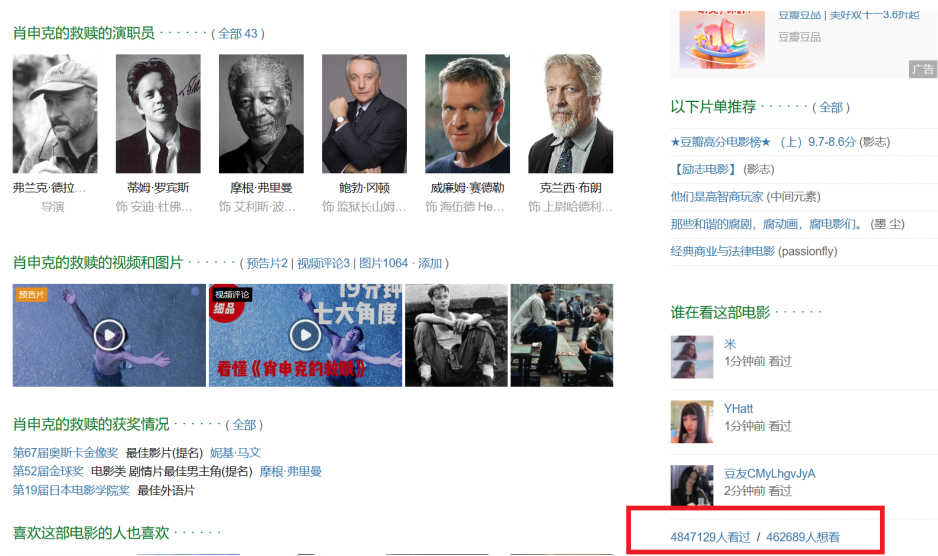 肖申克的救赎的演职员 · · · · · · ( 全部 43 )
弗兰克·德拉...
导演
蒂姆·罗宾斯
饰 安迪·杜佛...
摩根·弗里曼
饰 艾利斯·波...
鲍勃·冈顿
饰 监狱长山姆...
威廉姆·赛德勒
饰 海伍德 He...
克兰西·布朗
饰 上尉哈德利...
肖申克的救赎的视频和图片 · · · · · · ( 预告片2 | 视频评论3 | 图片1064 · 添加 )
预告片
视频评论
细品
19分钟
七大角度
看懂《肖申克的救赎》
肖申克的救赎的获奖情况 · · · · · · ( 全部 )
第67届奥斯卡金像奖 最佳影片(提名) 妮基·马文
第52届金球奖 电影类 剧情片最佳男主角(提名) 摩根·弗里曼
第19届日本电影学院奖 最佳外语片
喜欢这部电影的人也喜欢 · · · · · ·
豆瓣豆品 | 美好双十一3.6折起
豆瓣豆品
广告
以下片单推荐 · · · · · · ( 全部 )
★豆瓣高分电影榜★ （上）9.7-8.6分 (影志)
【励志电影】 (影志)
他们是高智商玩家 (中间元素)
那些和谐的腐剧，腐动画，腐电影们。 (墨 尘)
经典商业与法律电影 (passionfly)
谁在看这部电影 · · · · · ·
米
1分钟前 看过
YHatt
1分钟前 看过
豆友CMyLhgvJyA
2分钟前 看过
4847129人看过 / 462689人想看